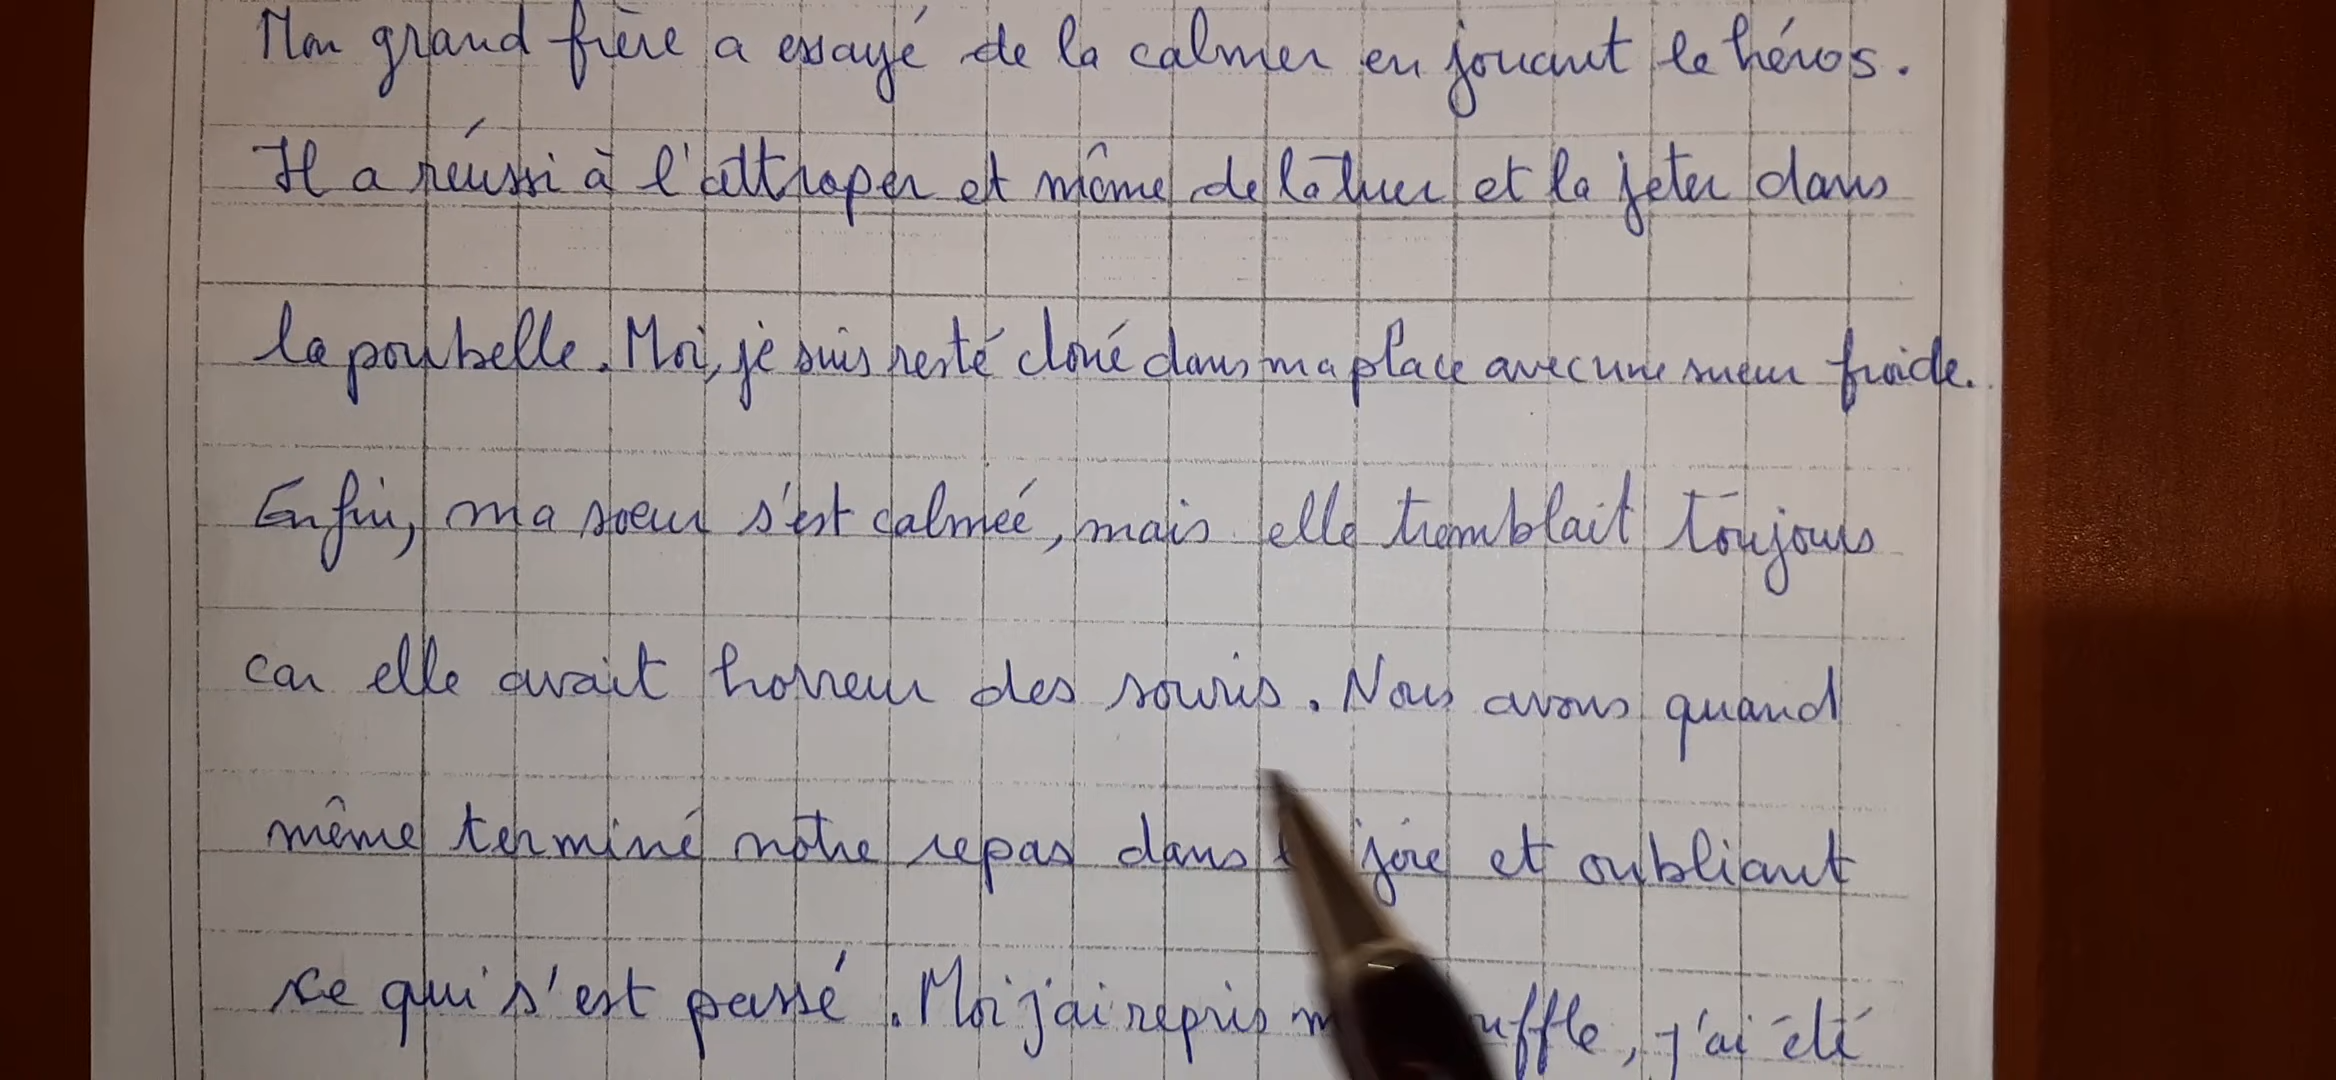 Mon grand frère a essayé de la calmer en jouant le héros.
Il a réussi à l'attraper et même de la tuer et la jeter dans
la poubelle. Moi, je suis resté cloué dans ma place avec une sueur froide.
Enfin, ma soeur s'est calmée, mais elle tremblait toujours
car elle avait horreur des souris. Nous avons quand
même terminé notre repas dans joie et oubliant
ce qui s'est passé. Moi j'ai repris, j'ai été